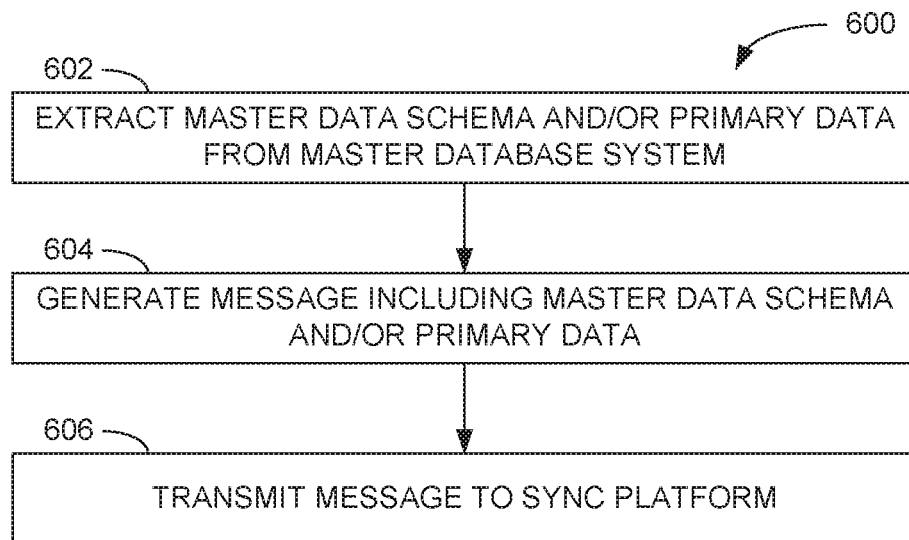 600
602
EXTRACT MASTER DATA SCHEMA AND/OR PRIMARY DATA
FROM MASTER DATABASE SYSTEM
604
GENERATE MESSAGE INCLUDING MASTER DATA SCHEMA
AND/OR PRIMARY DATA
606
TRANSMIT MESSAGE TO SYNC PLATFORM